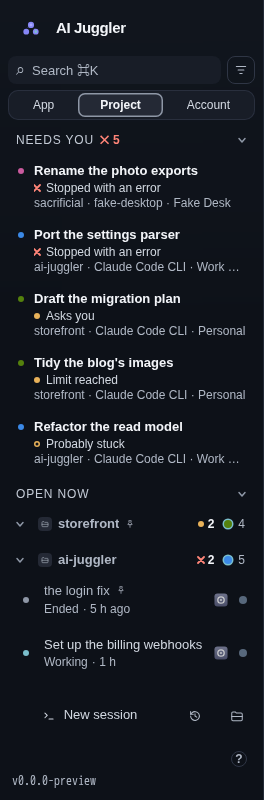 AI Juggler
Search ⌘K
App Project Account
NEEDS YOU 5
Rename the photo exports
Stopped with an error
sacrificial · fake-desktop · Fake Desk
Port the settings parser
Stopped with an error
ai-juggler · Claude Code CLI · Work …
Draft the migration plan
Asks you
storefront · Claude Code CLI · Personal
Tidy the blog's images
Limit reached
storefront · Claude Code CLI · Personal
Refactor the read model
Probably stuck
ai-juggler · Claude Code CLI · Work …
OPEN NOW
storefront 2 4
ai-juggler 2 5
the login fix
Ended · 5 h ago
Set up the billing webhooks
Working · 1 h
New session
?
v0.0.0-preview